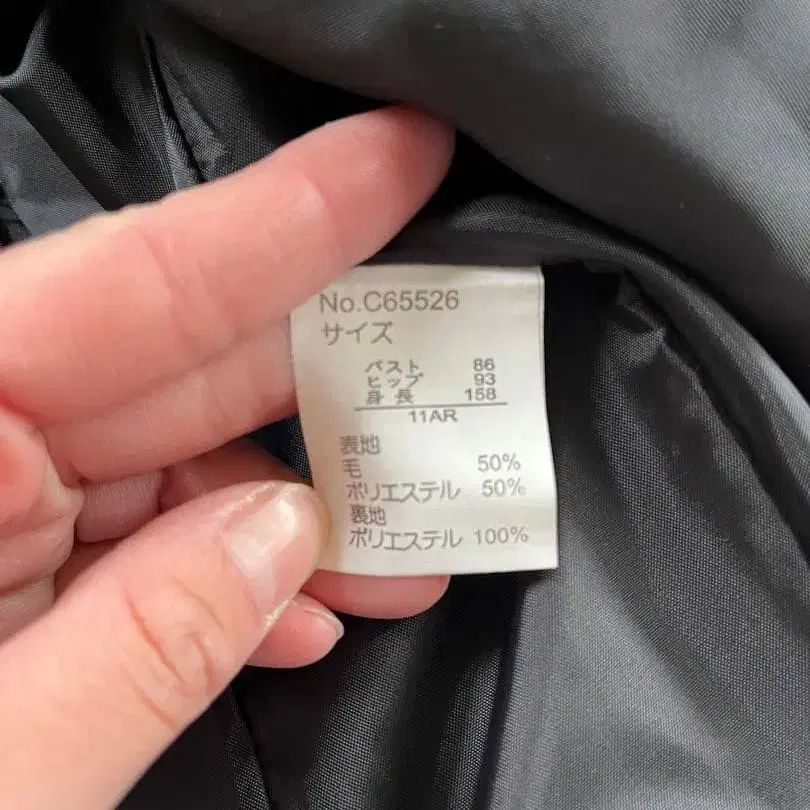 No.C65526
サイズ
バスト 86
ヒップ 93
身長 158
11AR
表地
毛 50%
ポリエステル 50%
裏地
ポリエステル 100%